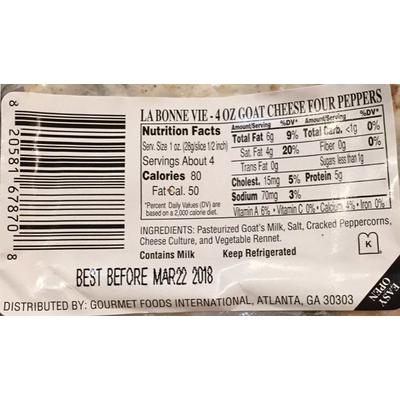 LA BONNE VIE - 4 OZ GOAT CHEESE FOUR PEPPERS
Nutrition Facts
Serv. Size 1 oz. (28g/slice 1/2 inch)
Servings About 4
Calories 80
Fat Cal. 50
*Percent Daily Values (DV) are
based on a 2,000 calorie diet.
Amount/Serving %DV*
Total Fat 6g 9%
Sat. Fat 4g 20%
Trans Fat 0g
Cholest. 15mg 5%
Sodium 70mg 3%
Amount/Serving %DV*
Total Carb. <1g 0%
Fiber 0g 0%
Sugars less than 1g
Protein 5g
Vitamin A 6% • Vitamin C 0% • Calcium 4% • Iron 0%
INGREDIENTS: Pasteurized Goat's Milk, Salt, Cracked Peppercorns,
Cheese Culture, and Vegetable Rennet.
Contains Milk Keep Refrigerated
K
BEST BEFORE MAR22 2018
DISTRIBUTED BY: GOURMET FOODS INTERNATIONAL, ATLANTA, GA 30303
EASY
OPEN
8 20581 67870 8